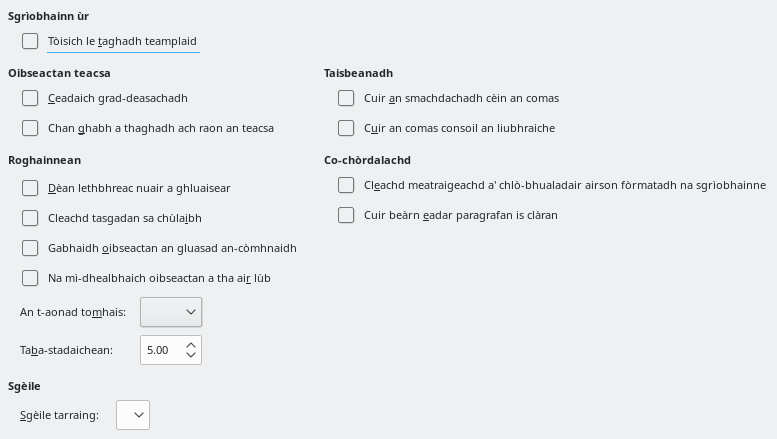 Sgrìobhainn ùr
Tòisich le taghadh teamplaid
Oibseactan teacsa
Ceadaich grad-deasachadh
Chan ghabh a thaghadh ach raon an teacsa
Taisbeanadh
Cuir an smachdachadh cèin an comas
Cuir an comas consoil an liubhraiche
Roghainnean
Dèan lethbhreac nuair a ghluaisear
Cleachd tasgadan sa chùlaibh
Gabhaidh oibseactan an gluasad an-còmhnaidh
Na mì-dhealbhaich oibseactan a tha air lùb
An t-aonad tomhais:
Taba-stadaichean: 5.00
Co-chòrdalachd
Cleachd meatraigeachd a' chlò-bhualadair airson fòrmatadh na sgrìobhainne
Cuir beàrn eadar paragrafan is clàran
Sgèile
Sgèile tarraing: